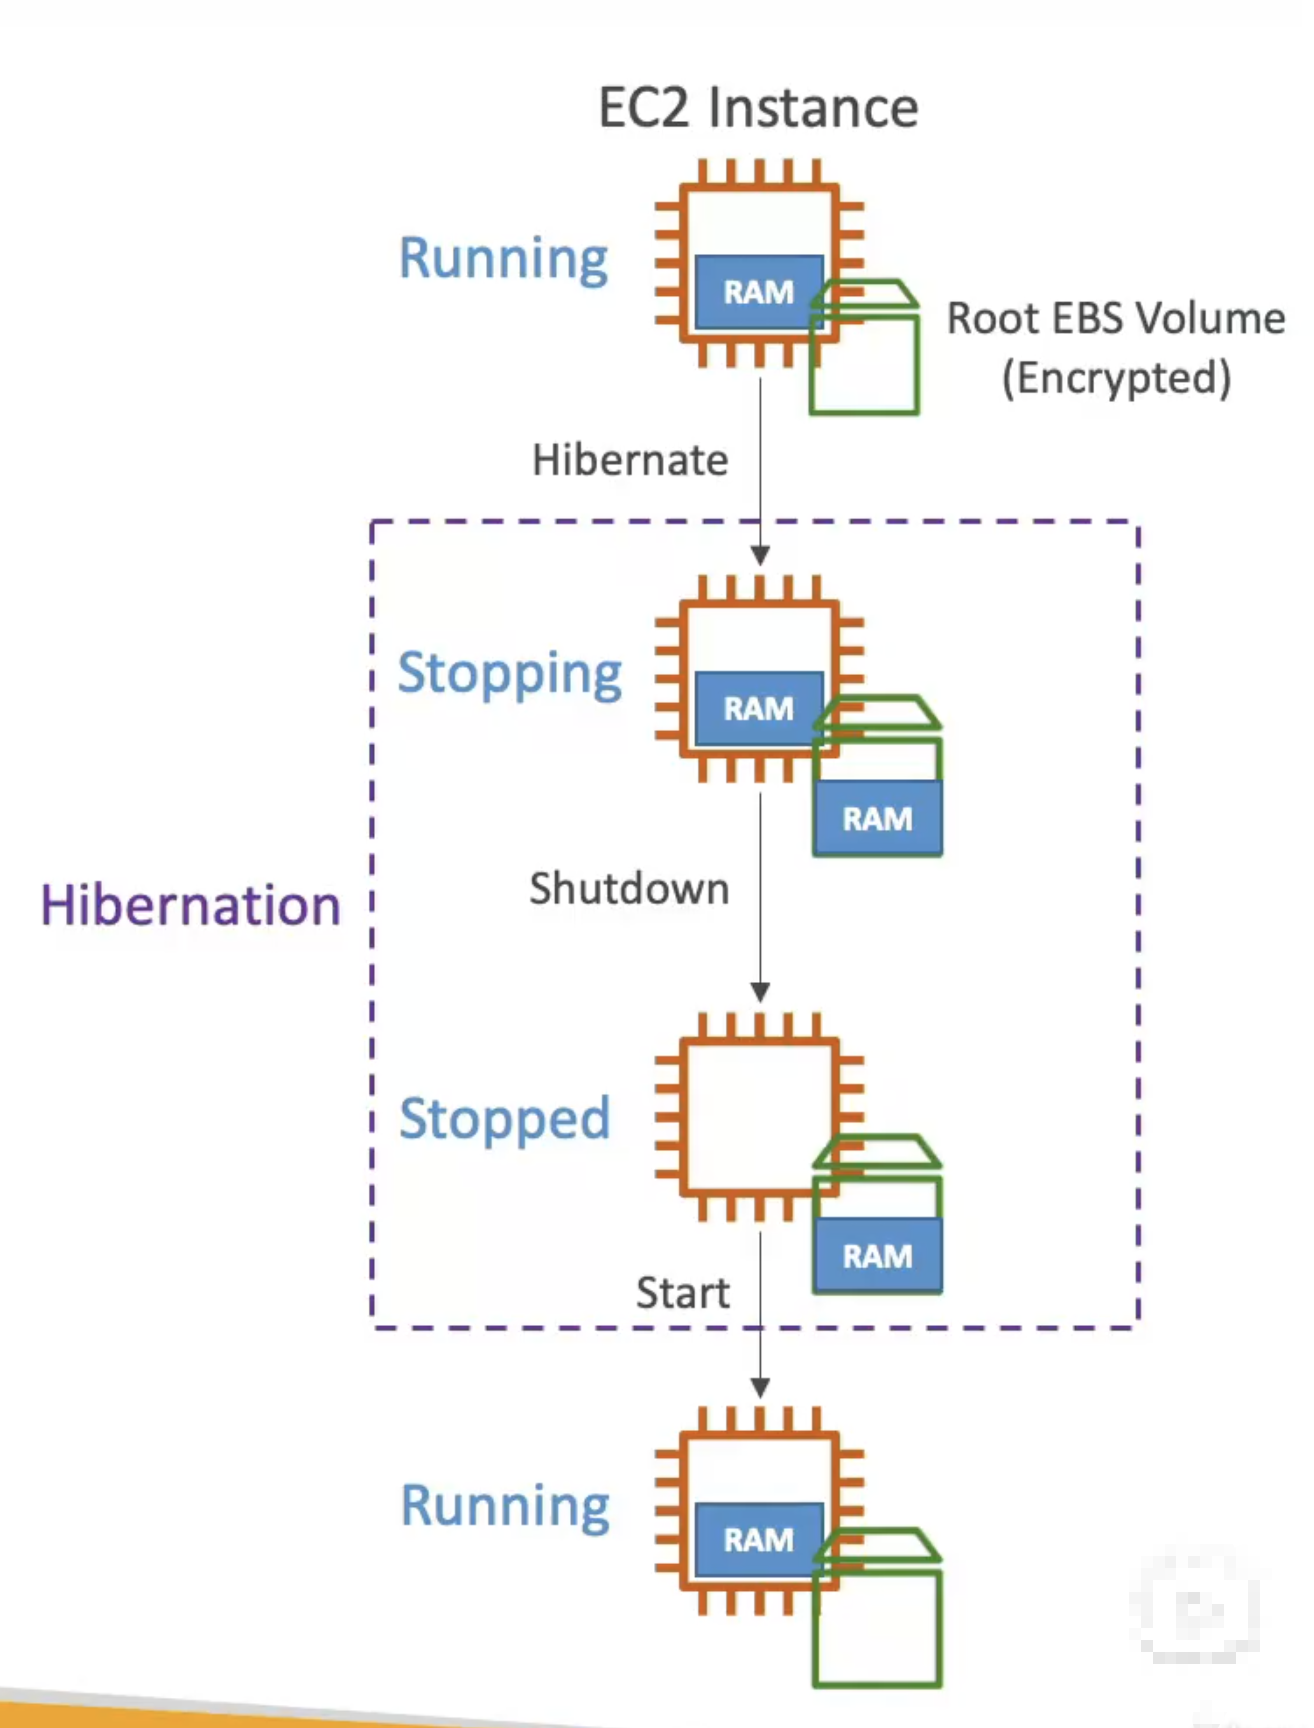 EC2 Instance
Running
RAM
Root EBS Volume
(Encrypted)
Hibernate
Stopping
RAM
RAM
Shutdown
Hibernation
Stopped
RAM
Start
Running
RAM